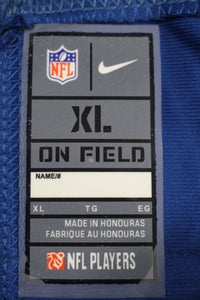 NFL
XL
ON FIELD
NAME/#
XL TG EG
MADE IN HONDURAS
FABRIQUE AU HONDURAS
NFL PLAYERS